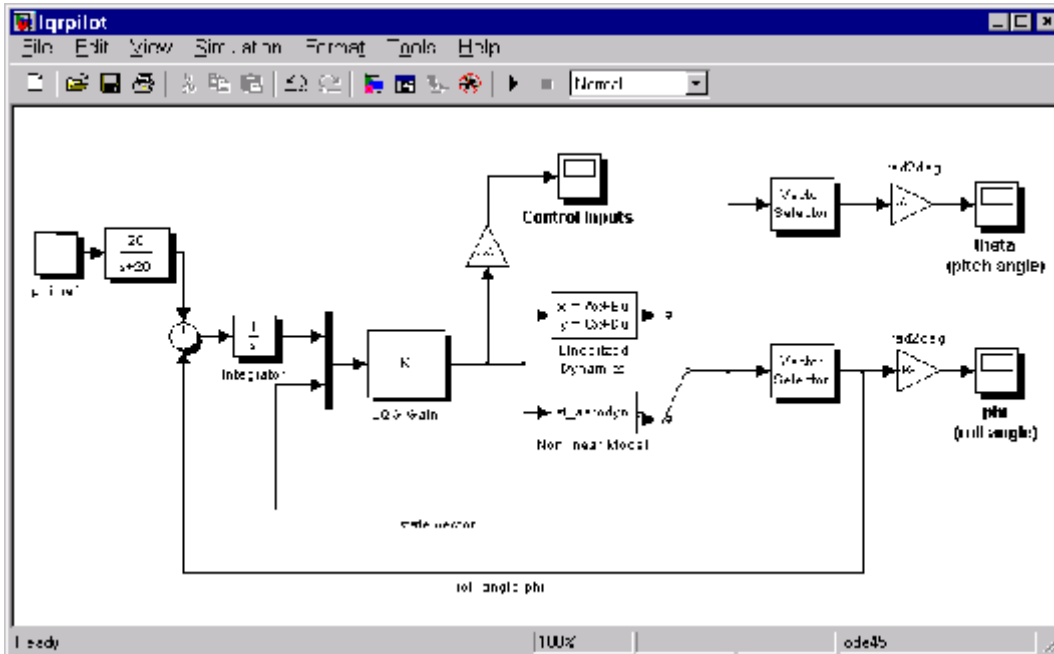 lqrpilot
File Edit View Simulation Format Tools Help
Normal
Control Inputs
Vector
Selector
rad2deg
theta
(pitch angle)
20
s+20
1
s
Integrator
K
LQG Gain
x = Ax+Bu
y = Cx+Du
Linearized
Dynamics
Nonlinear Model
Vector
Selector
rad2deg
phi
(roll angle)
state vector
roll angle phi
Ready 100% ode45